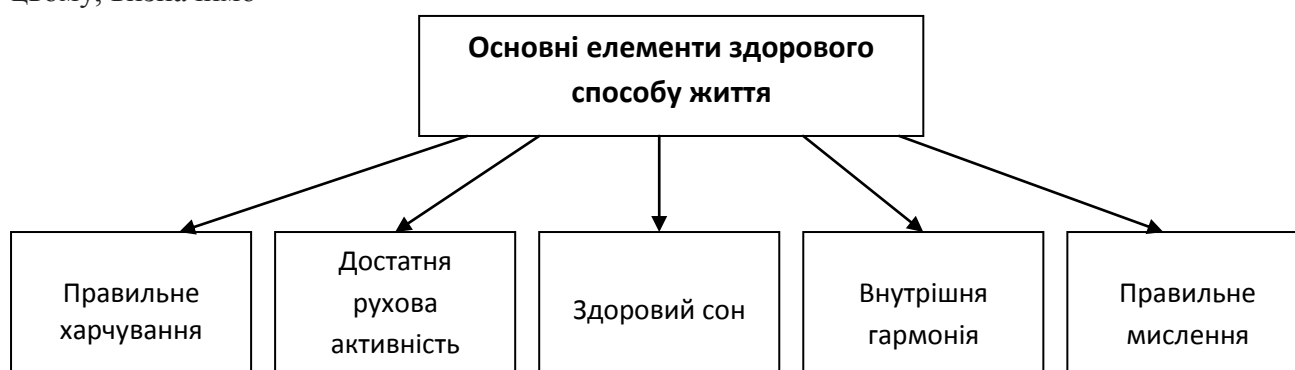 Основні елементи здорового
способу життя
Правильне
харчування
Достатня
рухова
активність
Здоровий сон
Внутрішня
гармонія
Правильне
мислення